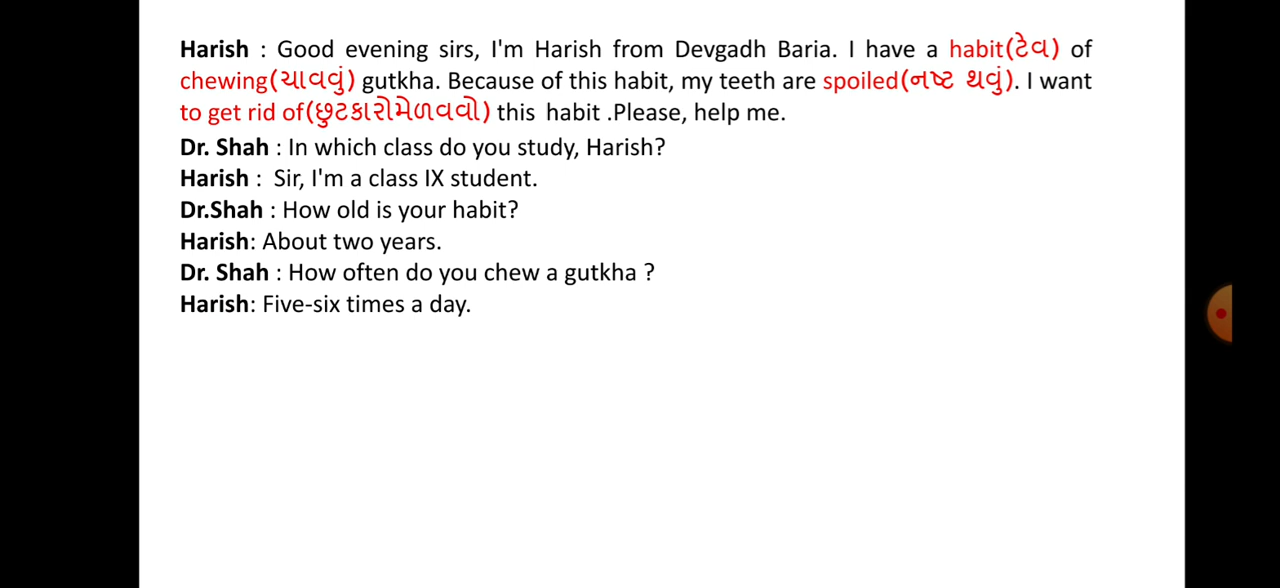 Harish : Good evening sirs, I'm Harish from Devgadh Baria. I have a habit(ટેવ) of
chewing(ચાવવું) gutkha. Because of this habit, my teeth are spoiled(નષ્ટ થવું). I want
to get rid of(છુટકારોમેળવવો) this habit .Please, help me.
Dr. Shah : In which class do you study, Harish?
Harish : Sir, I'm a class IX student.
Dr.Shah : How old is your habit?
Harish: About two years.
Dr. Shah : How often do you chew a gutkha ?
Harish: Five-six times a day.